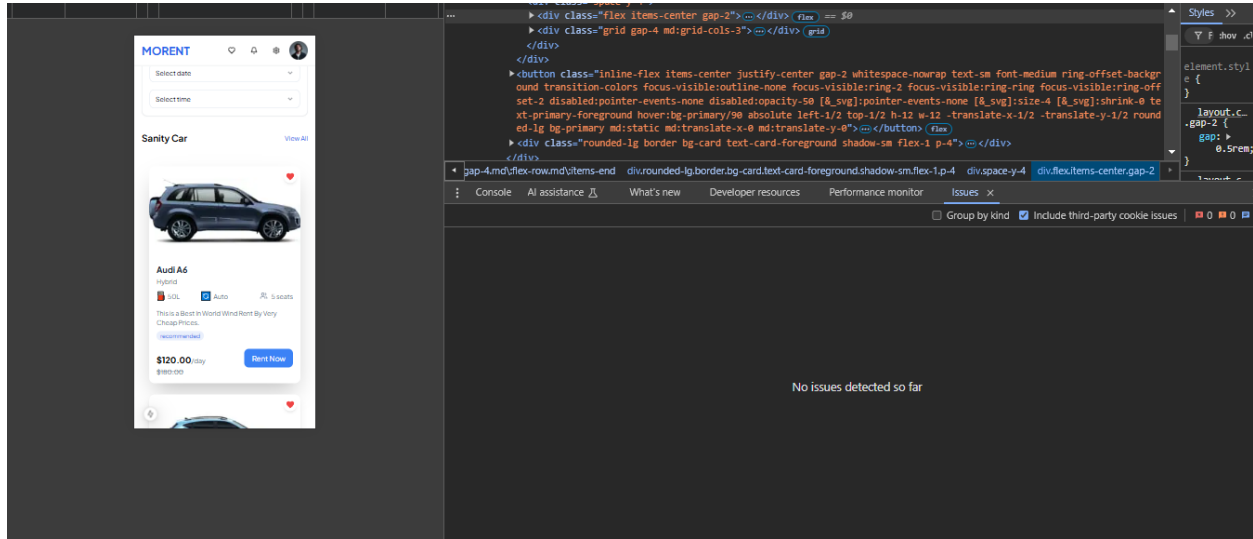 MORENT
Select date
Select time
Sanity Car
View All
Audi A6
Hybrid
50L
Auto
5 seats
This is a Best In World Wind Rent By Very
Cheap Prices.
recommended
$120.00/day
$180.00
Rent Now
<div class="flex items-center gap-2">…</div> flex == $0
<div class="grid gap-4 md:grid-cols-3">…</div> grid
</div>
</div>
<button class="inline-flex items-center justify-center gap-2 whitespace-nowrap text-sm font-medium ring-offset-backgr
ound transition-colors focus-visible:outline-none focus-visible:ring-2 focus-visible:ring-ring focus-visible:ring-off
set-2 disabled:pointer-events-none disabled:opacity-50 [&_svg]:pointer-events-none [&_svg]:size-4 [&_svg]:shrink-0 te
xt-primary-foreground hover:bg-primary/90 absolute left-1/2 top-1/2 h-12 w-12 -translate-x-1/2 -translate-y-1/2 round
ed-lg bg-primary md:static md:translate-x-0 md:translate-y-0">…</button> flex
<div class="rounded-lg border bg-card text-card-foreground shadow-sm flex-1 p-4">…</div>
</div>
gap-4.md\:flex-row.md\:items-end div.rounded-lg.border.bg-card.text-card-foreground.shadow-sm.flex-1.p-4 div.space-y-4 div.flex.items-center.gap-2
Styles
:hov .cl
element.styl
e {
}
layout.c…
.gap-2 {
gap:
0.5rem;
}
Console AI assistance What's new Developer resources Performance monitor Issues
Group by kind Include third-party cookie issues 0 0
No issues detected so far